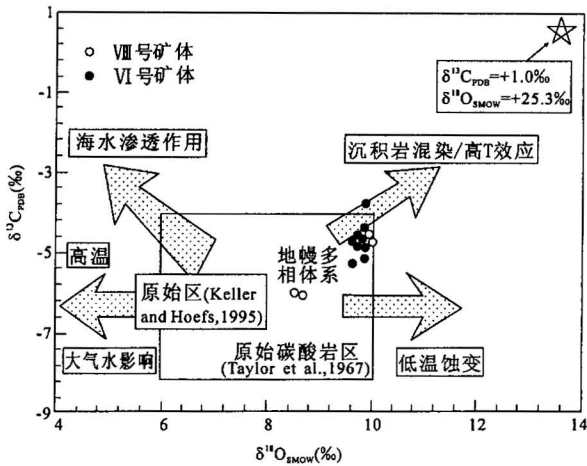 1
-1
-3
-5
-7
-9
δ¹³C_PDB(‰)
○ Ⅷ号矿体
● Ⅵ号矿体
δ¹³C_PDB=+1.0‰
δ¹⁸O_SMOW=+25.3‰
海水渗透作用
沉积岩混染/高T效应
高温
地幔多
相体系
原始区(Keller
and Hoefs,1995)
大气水影响
原始碳酸岩区
(Taylor et al.,1967)
低温蚀变
4
6
8
10
12
14
δ¹⁸O_SMOW(‰)